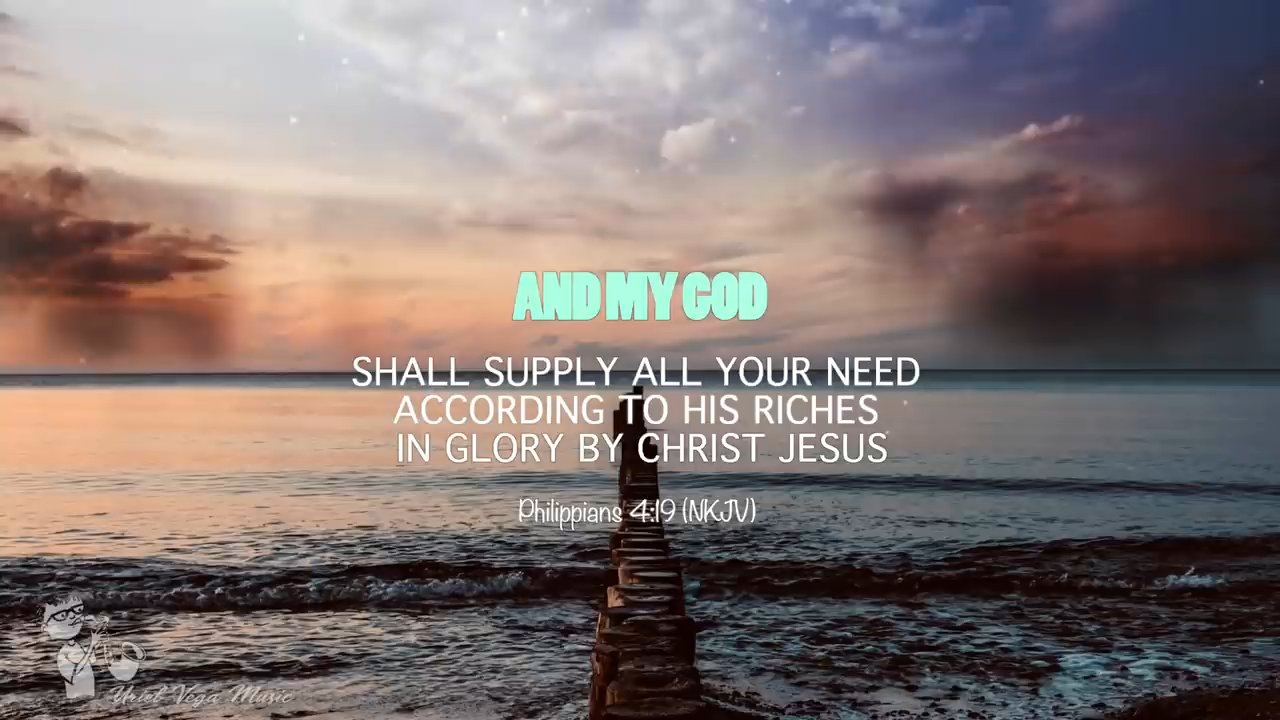 AND MY GOD
SHALL SUPPLY ALL YOUR NEED
ACCORDING TO HIS RICHES
IN GLORY BY CHRIST JESUS
Philippians 4:19 (NKJV)
Uriel Vega Music